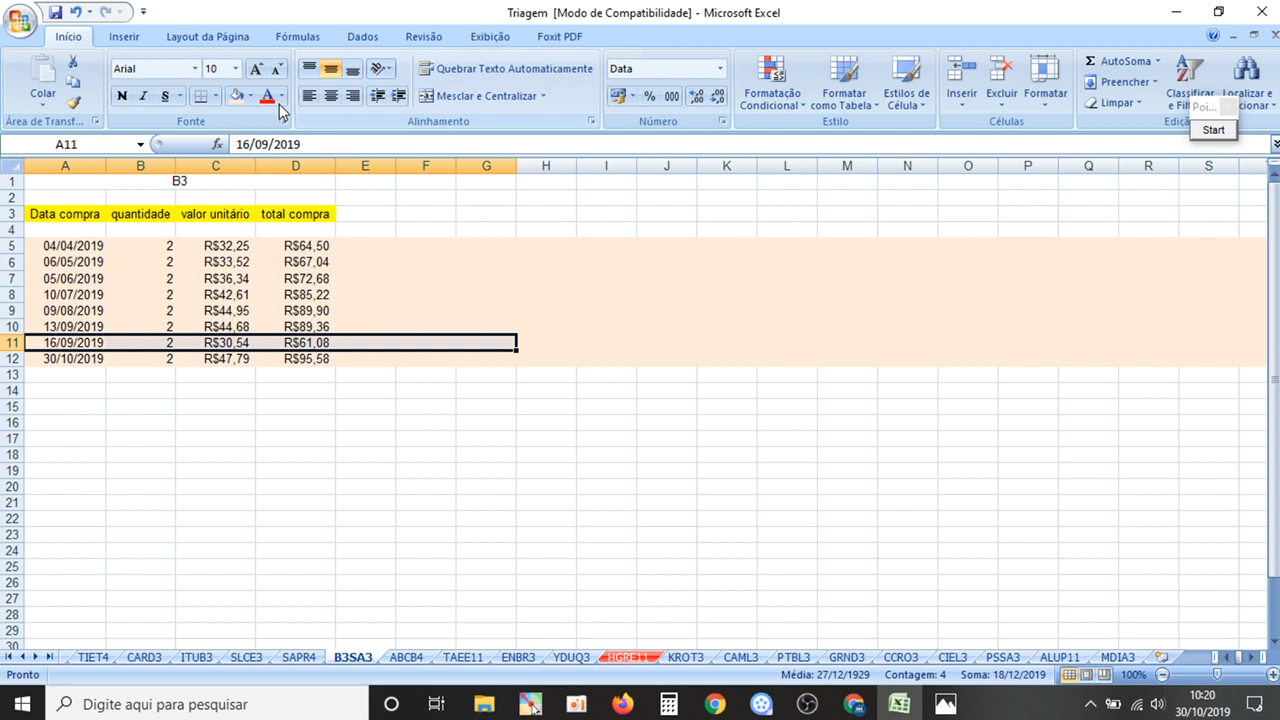 Triagem  [Modo de Compatibilidade] - Microsoft Excel
Início Inserir Layout da Página Fórmulas Dados Revisão Exibição Foxit PDF
Colar
Área de Transf...
Arial 10 A A
N I S A
Fonte
Quebrar Texto Automaticamente
Mesclar e Centralizar
Alinhamento
Data
% 000
Número
Formatação Condicional
Formatar como Tabela
Estilos de Célula
Estilo
Inserir Excluir Formatar
Células
Σ AutoSoma
Preencher
Limpar
Poi...
Start
A11 fx 16/09/2019
A B C D E F G H I J K L M N O P Q R S
1 B3
2
3 Data compra quantidade valor unitário total compra
4
5 04/04/2019 2 R$32,25 R$64,50
6 06/05/2019 2 R$33,52 R$67,04
7 05/06/2019 2 R$36,34 R$72,68
8 10/07/2019 2 R$42,61 R$85,22
9 09/08/2019 2 R$44,95 R$89,90
10 13/09/2019 2 R$44,68 R$89,36
11 16/09/2019 2 R$30,54 R$61,08
12 30/10/2019 2 R$47,79 R$95,58
13
14
15
16
17
18
19
20
21
22
23
24
25
26
27
28
29
30
TIET4 CARD3 ITUB3 SLCE3 SAPR4 B3SA3 ABCB4 TAEE11 ENBR3 YDUQ3 HGRE11 KROT3 CAML3 PTBL3 GRND3 CCRO3 CIEL3 PSSA3 ALUP11 MDIA3
Pronto Média: 27/12/1929 Contagem: 4 Soma: 18/12/2019 100%
Digite aqui para pesquisar
10:20
30/10/2019